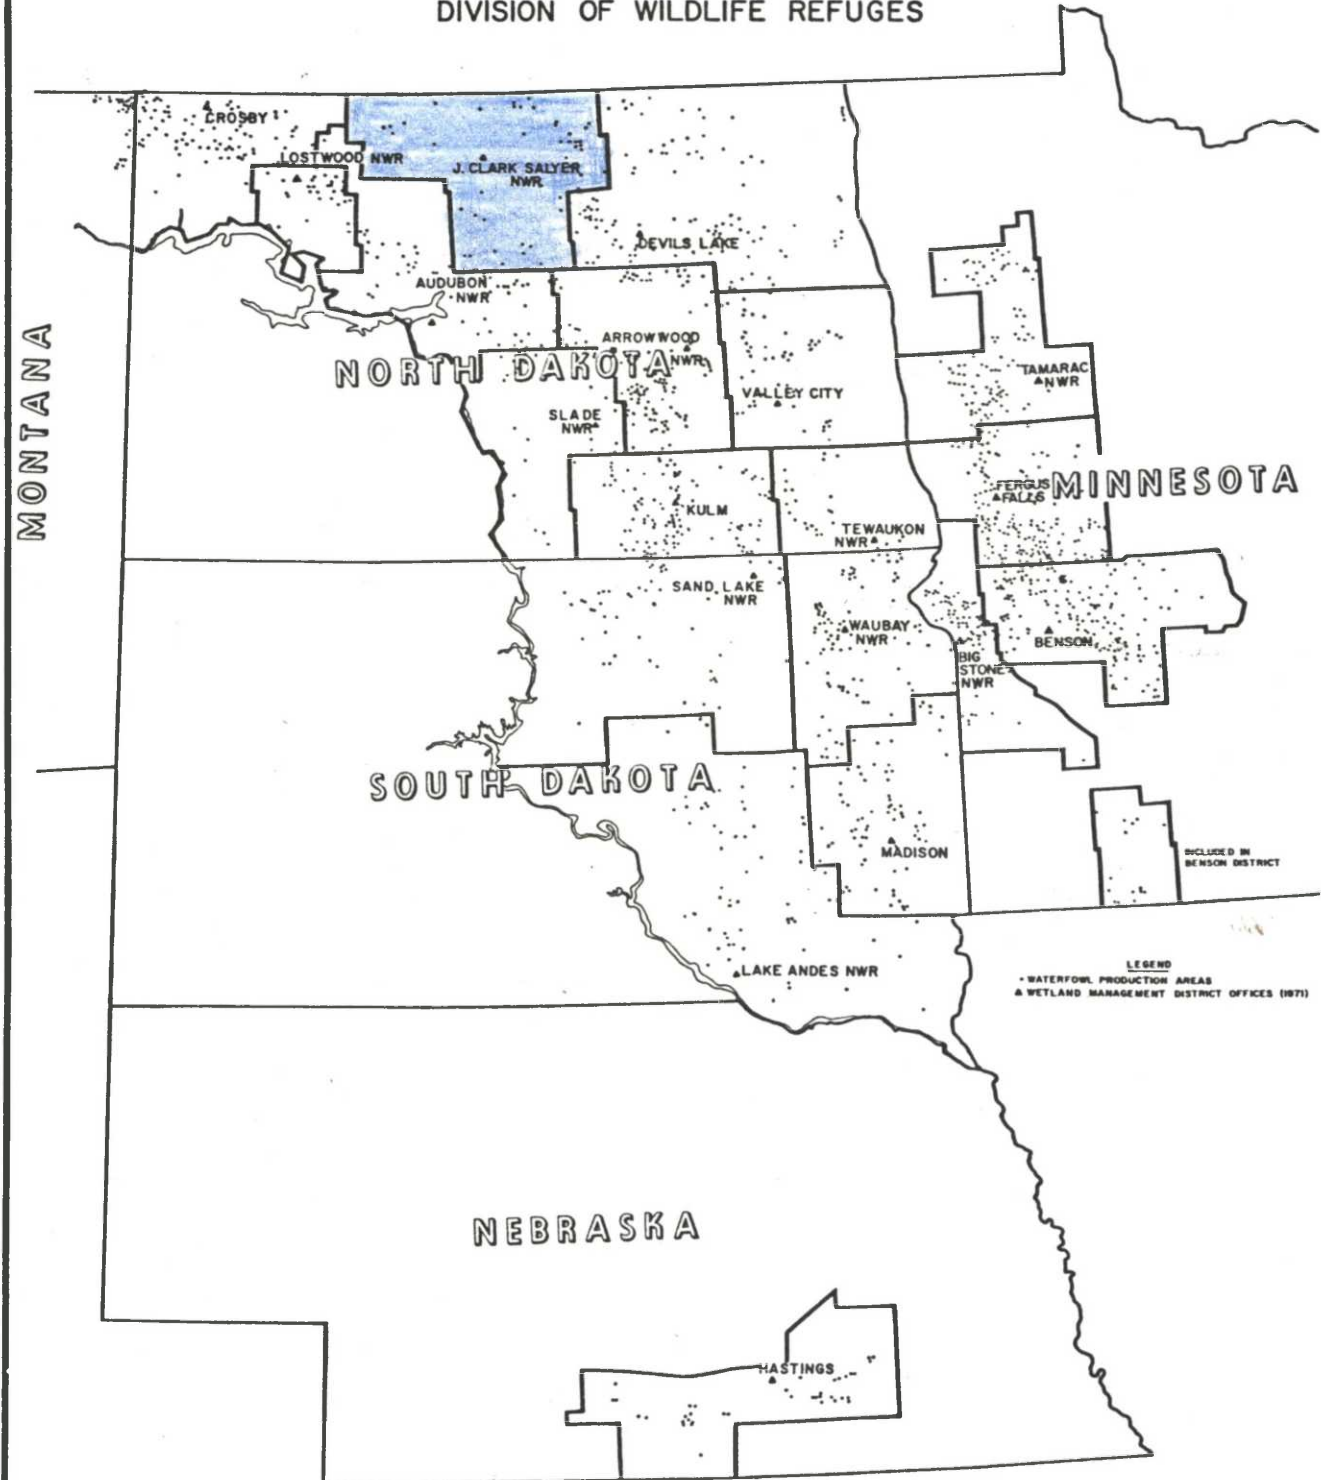 DIVISION OF WILDLIFE REFUGES
CROSBY
LOSTWOOD NWR
J. CLARK SALYER
NWR
DEVILS LAKE
AUDUBON
NWR
MONTANA
NORTH DAKOTA
ARROWWOOD
NWR
TAMARAC
NWR
VALLEY CITY
SLADE
NWR
FERGUS
FALLS
MINNESOTA
KULM
TEWAUKON
NWR
SAND LAKE
NWR
WAUBAY
NWR
BENSON
BIG
STONE
NWR
SOUTH DAKOTA
MADISON
INCLUDED IN
BENSON DISTRICT
LAKE ANDES NWR
LEGEND
• WATERFOWL PRODUCTION AREAS
▲ WETLAND MANAGEMENT DISTRICT OFFICES (1971)
NEBRASKA
HASTINGS